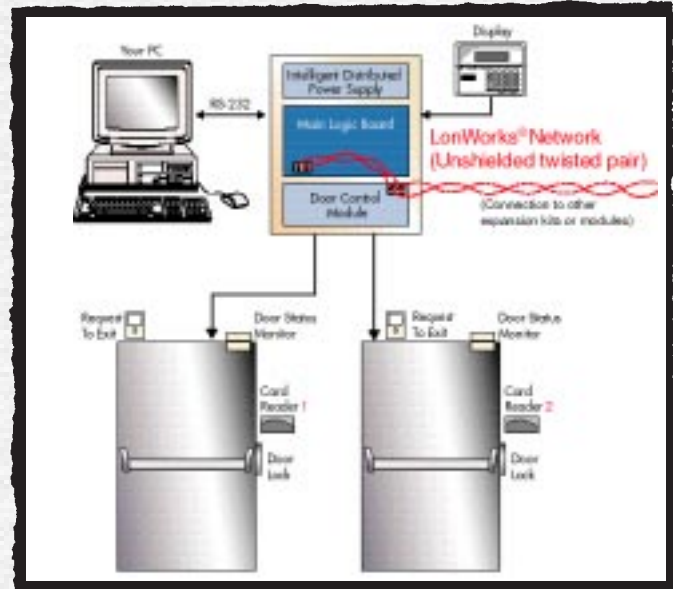 Your PC
RS-232
Intelligent Distributed
Power Supply
Main Logic Board
Door Control
Module
Display
LonWorks® Network
(Unshielded twisted pair)
(Connection to other
expansion kits or modules)
Request
To Exit
Door Status
Monitor
Card
Reader 1
Door
Lock
Request
To Exit
Door Status
Monitor
Card
Reader 2
Door
Lock